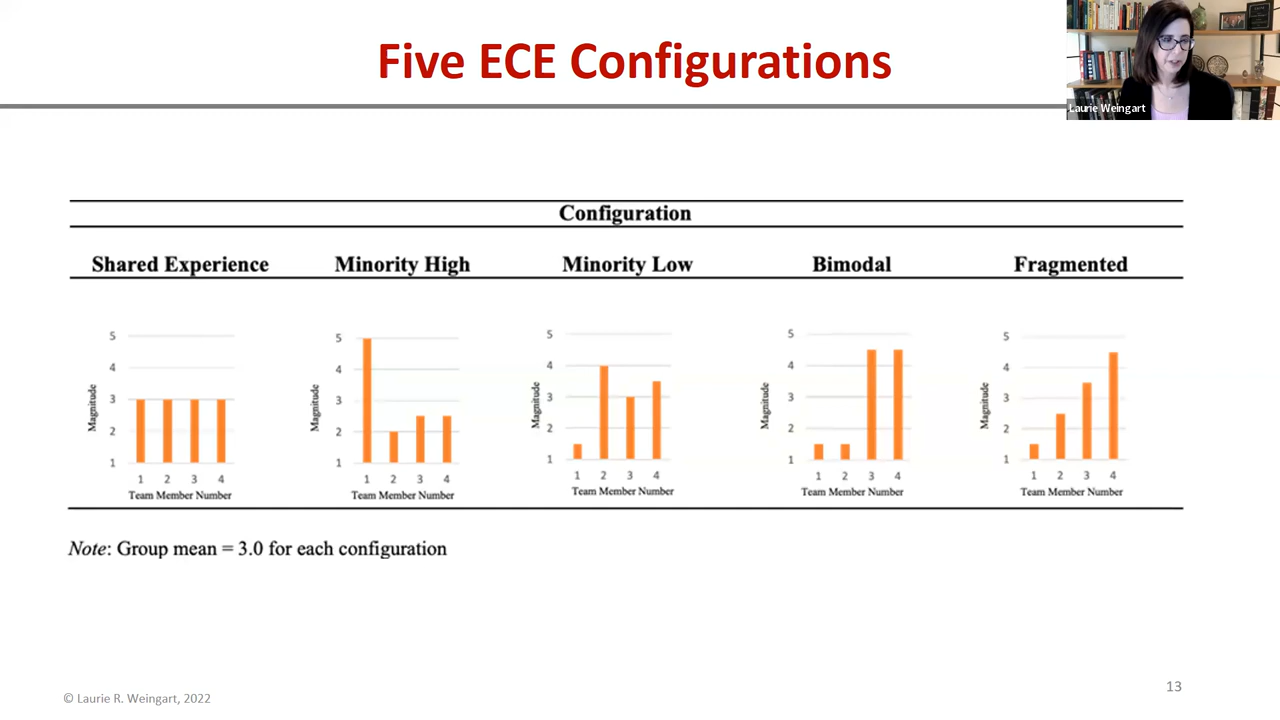 Five ECE Configurations
Laurie Weingart
Configuration
Shared Experience
Minority High
Minority Low
Bimodal
Fragmented
5
4
3
2
1
Magnitude
1 2 3 4
Team Member Number
5
4
3
2
1
Magnitude
1 2 3 4
Team Member Number
5
4
3
2
1
Magnitude
1 2 3 4
Team Member Number
5
4
3
2
1
Magnitude
1 2 3 4
Team Member Number
5
4
3
2
1
Magnitude
1 2 3 4
Team Member Number
Note: Group mean = 3.0 for each configuration
© Laurie R. Weingart, 2022
13